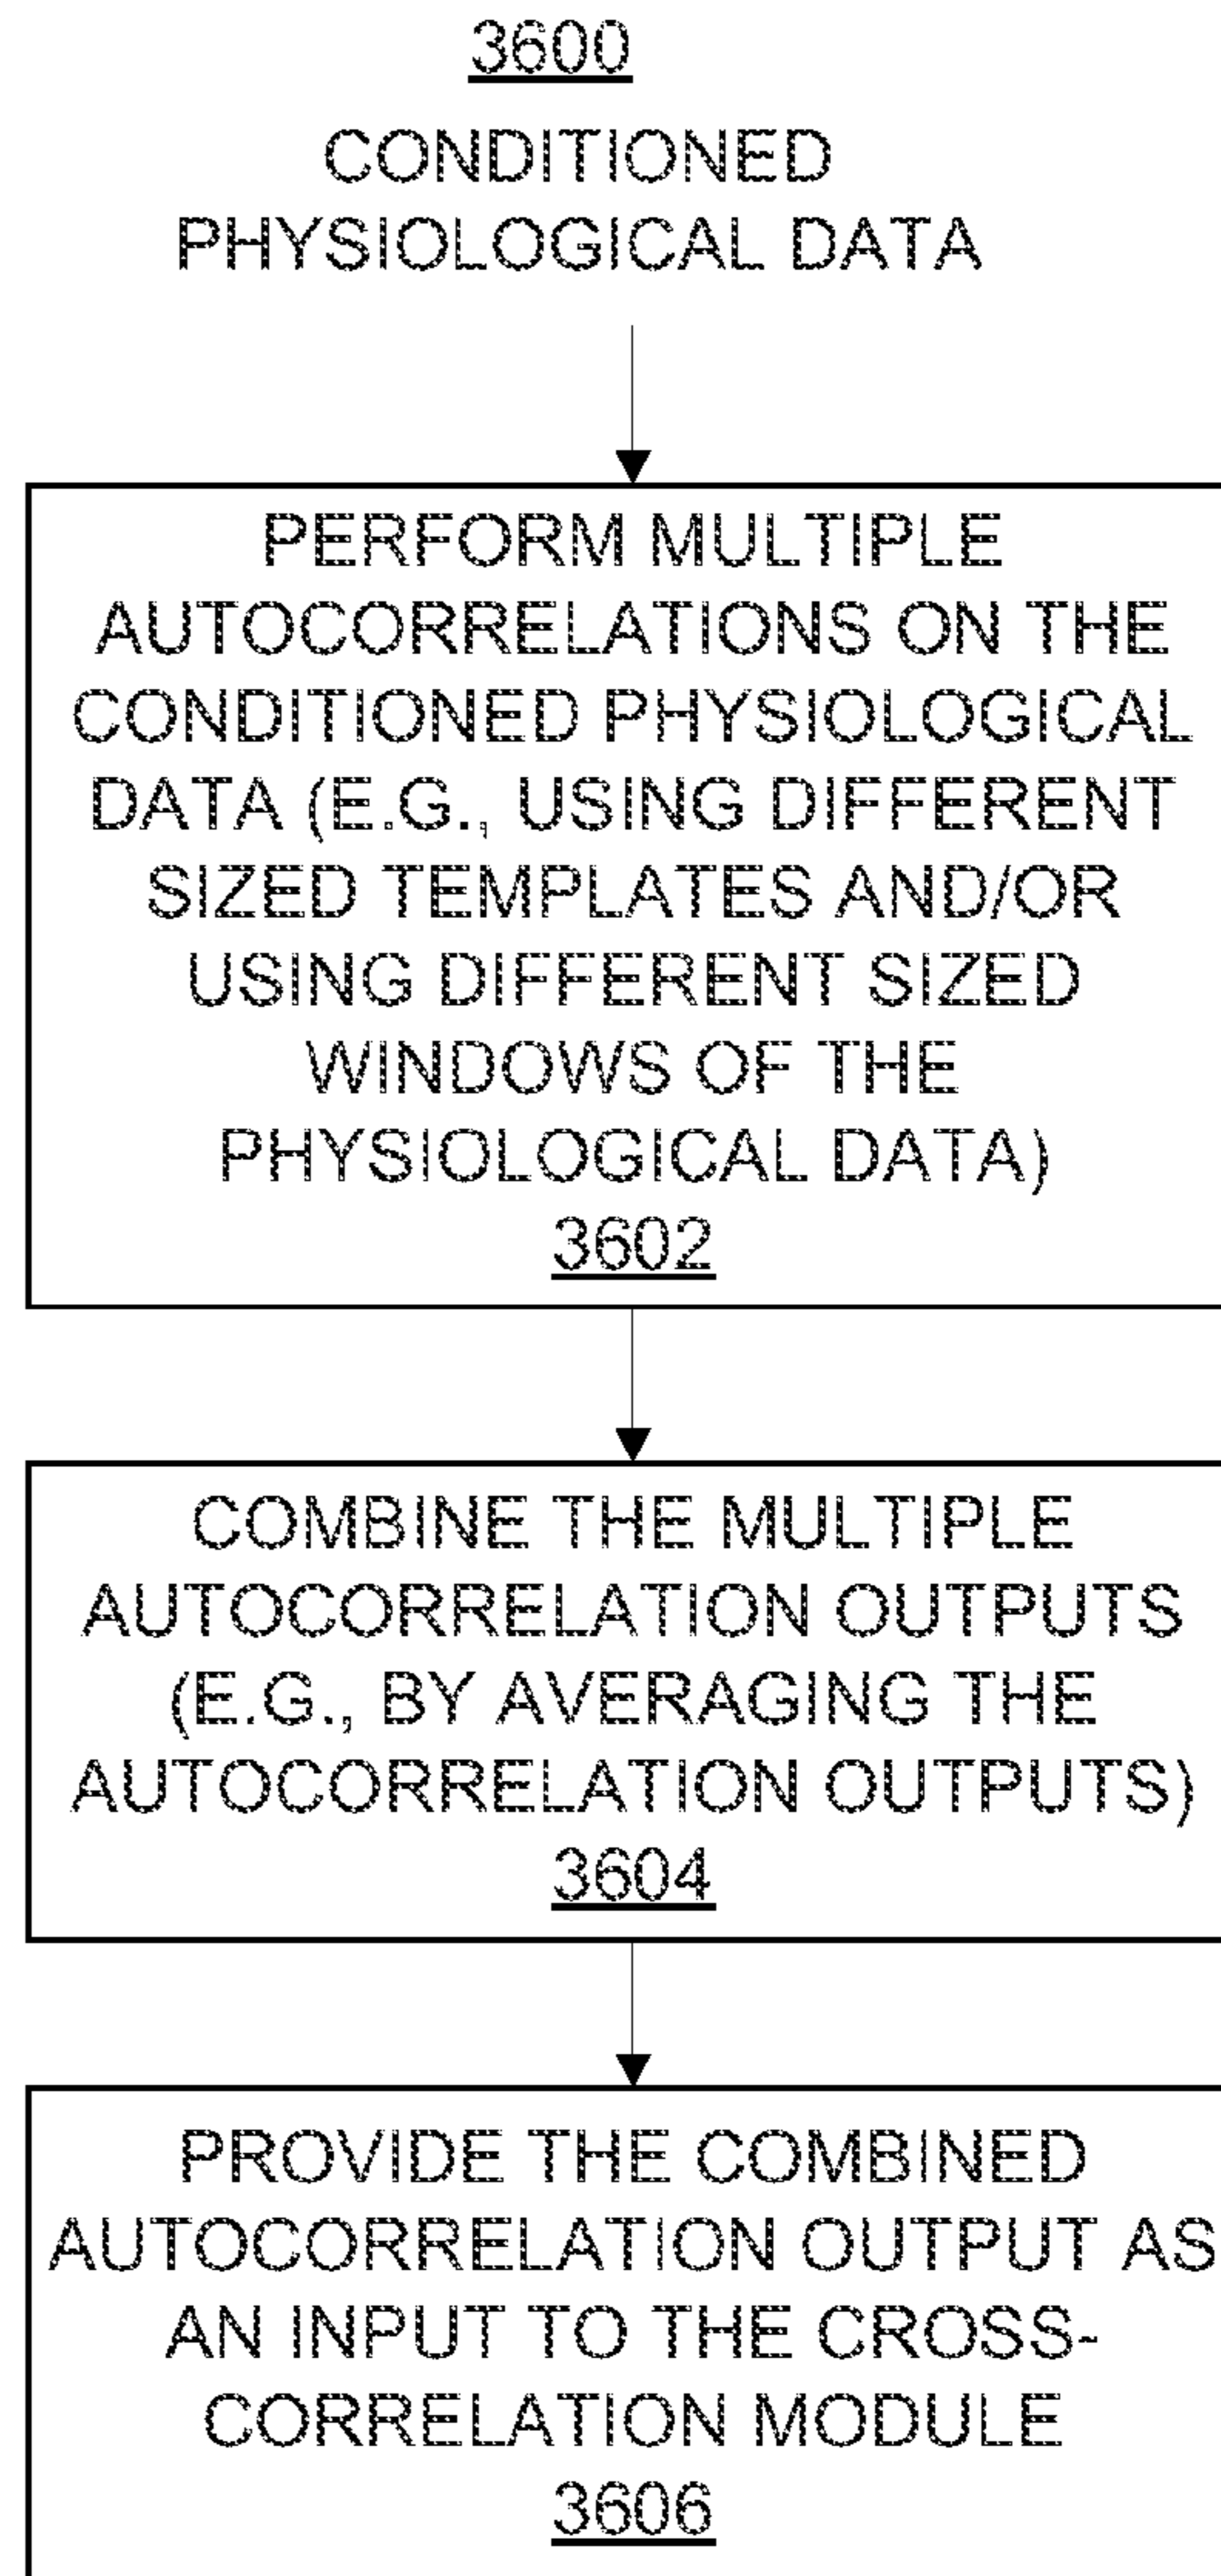 3600
CONDITIONED
PHYSIOLOGICAL DATA
PERFORM MULTIPLE
AUTOCORRELATIONS ON THE
CONDITIONED PHYSIOLOGICAL
DATA (E.G., USING DIFFERENT
SIZED TEMPLATES AND/OR
USING DIFFERENT SIZED
WINDOWS OF THE
PHYSIOLOGICAL DATA)
3602
COMBINE THE MULTIPLE
AUTOCORRELATION OUTPUTS
(E.G., BY AVERAGING THE
AUTOCORRELATION OUTPUTS)
3604
PROVIDE THE COMBINED
AUTOCORRELATION OUTPUT AS
AN INPUT TO THE CROSS-
CORRELATION MODULE
3606